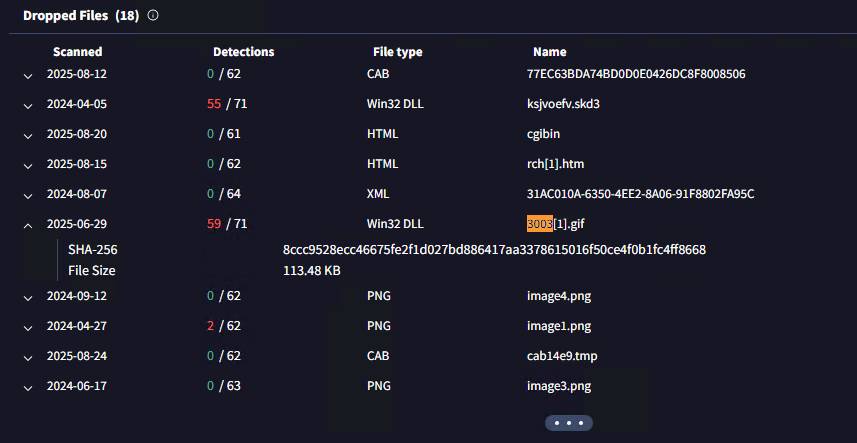 Dropped Files (18)
Scanned Detections File type Name
2025-08-12 0 / 62 CAB 77EC63BDA74BD0D0E0426DC8F8008506
2024-04-05 55 / 71 Win32 DLL ksjvoefv.skd3
2025-08-20 0 / 61 HTML cgibin
2025-08-15 0 / 62 HTML rch[1].htm
2024-08-07 0 / 64 XML 31AC010A-6350-4EE2-8A06-91F8802FA95C
2025-06-29 59 / 71 Win32 DLL 3003[1].gif
SHA-256 8ccc9528ecc46675fe2f1d027bd886417aa3378615016f50ce4f0b1fc4ff8668
File Size 113.48 KB
2024-09-12 0 / 62 PNG image4.png
2024-04-27 2 / 62 PNG image1.png
2025-08-24 0 / 62 CAB cab14e9.tmp
2024-06-17 0 / 63 PNG image3.png